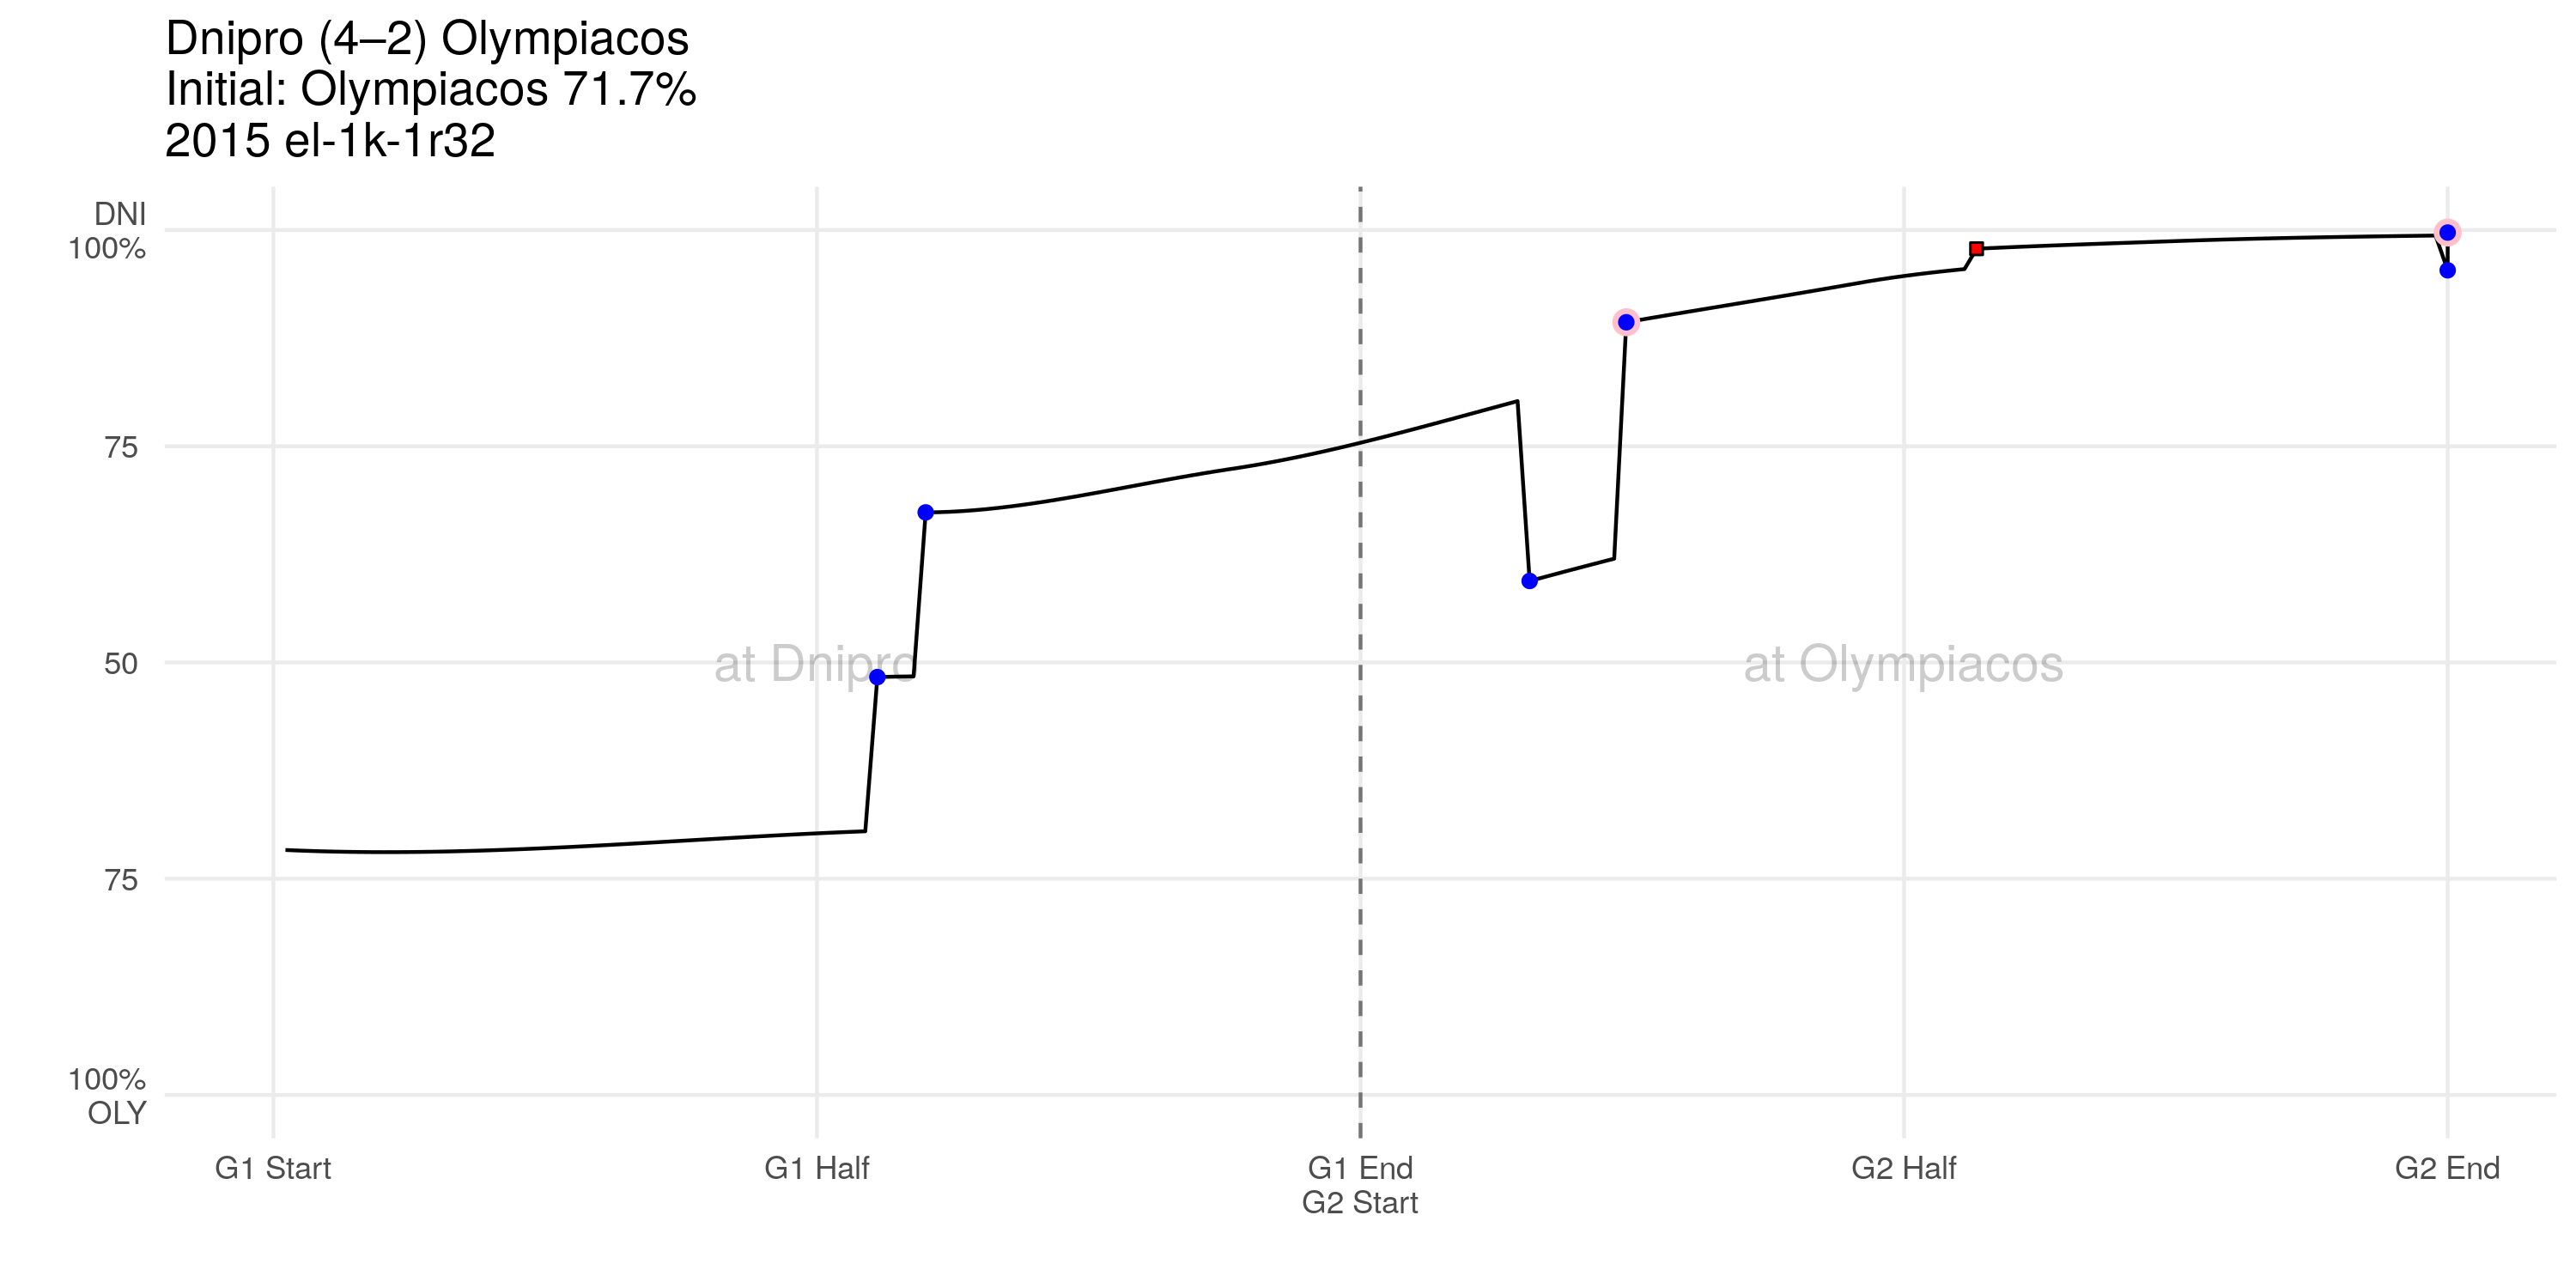 Dnipro (4–2) Olympiacos
Initial: Olympiacos 71.7%
2015 el-1k-1r32
DNI
100%
75
50
75
100%
OLY
at Dnipro
at Olympiacos
G1 Start
G1 Half
G1 End
G2 Start
G2 Half
G2 End